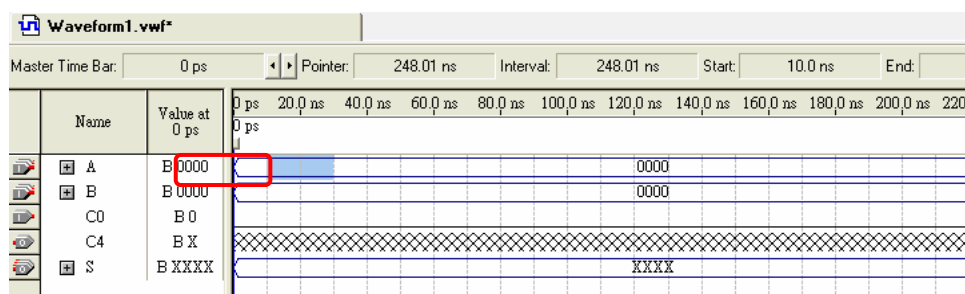 Waveform1.vwf*
Master Time Bar: 0 ps Pointer: 248.01 ns Interval: 248.01 ns Start: 10.0 ns End:
Name Value at 0 ps
0 ps 20.0 ns 40.0 ns 60.0 ns 80.0 ns 100.0 ns 120.0 ns 140.0 ns 160.0 ns 180.0 ns 200.0 ns 220
0 ps
A B 0000 0000
B B 0000 0000
C0 B 0
C4 B X
S B XXXX XXXX